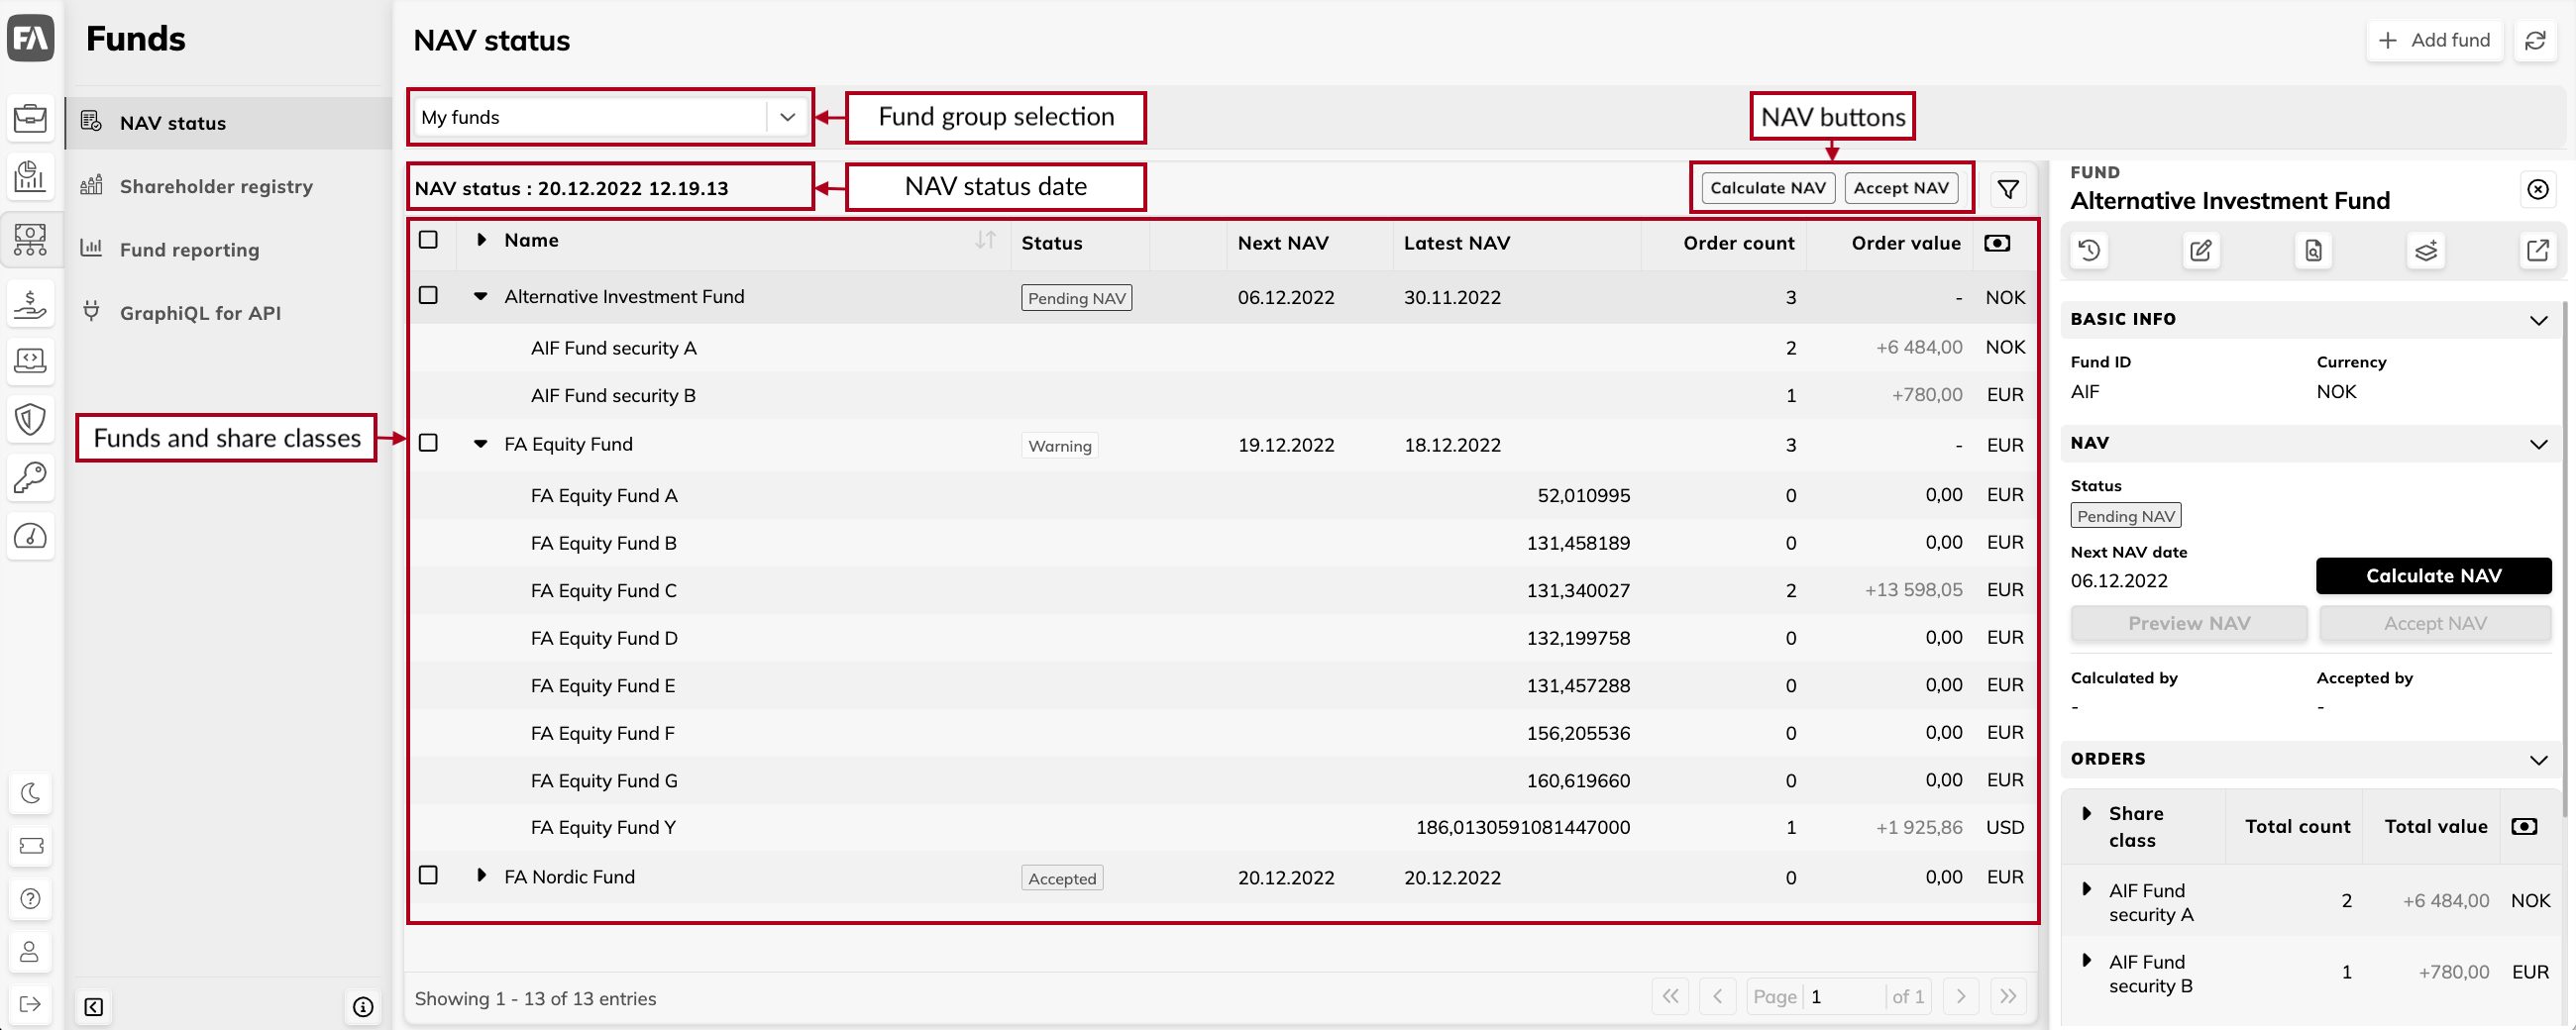 FA
Funds
NAV status
Shareholder registry
Fund reporting
GraphiQL for API
Funds and share classes
NAV status
Add fund
My funds
Fund group selection
NAV buttons
NAV status : 20.12.2022 12.19.13
NAV status date
Calculate NAV Accept NAV
Name Status Next NAV Latest NAV Order count Order value
Alternative Investment Fund Pending NAV 06.12.2022 30.11.2022 3 - NOK
AIF Fund security A 2 +6 484,00 NOK
AIF Fund security B 1 +780,00 EUR
FA Equity Fund Warning 19.12.2022 18.12.2022 3 - EUR
FA Equity Fund A 52,010995 0 0,00 EUR
FA Equity Fund B 131,458189 0 0,00 EUR
FA Equity Fund C 131,340027 2 +13 598,05 EUR
FA Equity Fund D 132,199758 0 0,00 EUR
FA Equity Fund E 131,457288 0 0,00 EUR
FA Equity Fund F 156,205536 0 0,00 EUR
FA Equity Fund G 160,619660 0 0,00 EUR
FA Equity Fund Y 186,0130591081447000 1 +1 925,86 USD
FA Nordic Fund Accepted 20.12.2022 20.12.2022 0 0,00 EUR
Showing 1 - 13 of 13 entries
Page 1 of 1
FUND
Alternative Investment Fund
BASIC INFO
Fund ID Currency
AIF NOK
NAV
Status
Pending NAV
Next NAV date
06.12.2022 Calculate NAV
Preview NAV Accept NAV
Calculated by Accepted by
- -
ORDERS
Share class Total count Total value
AIF Fund security A 2 +6 484,00 NOK
AIF Fund security B 1 +780,00 EUR